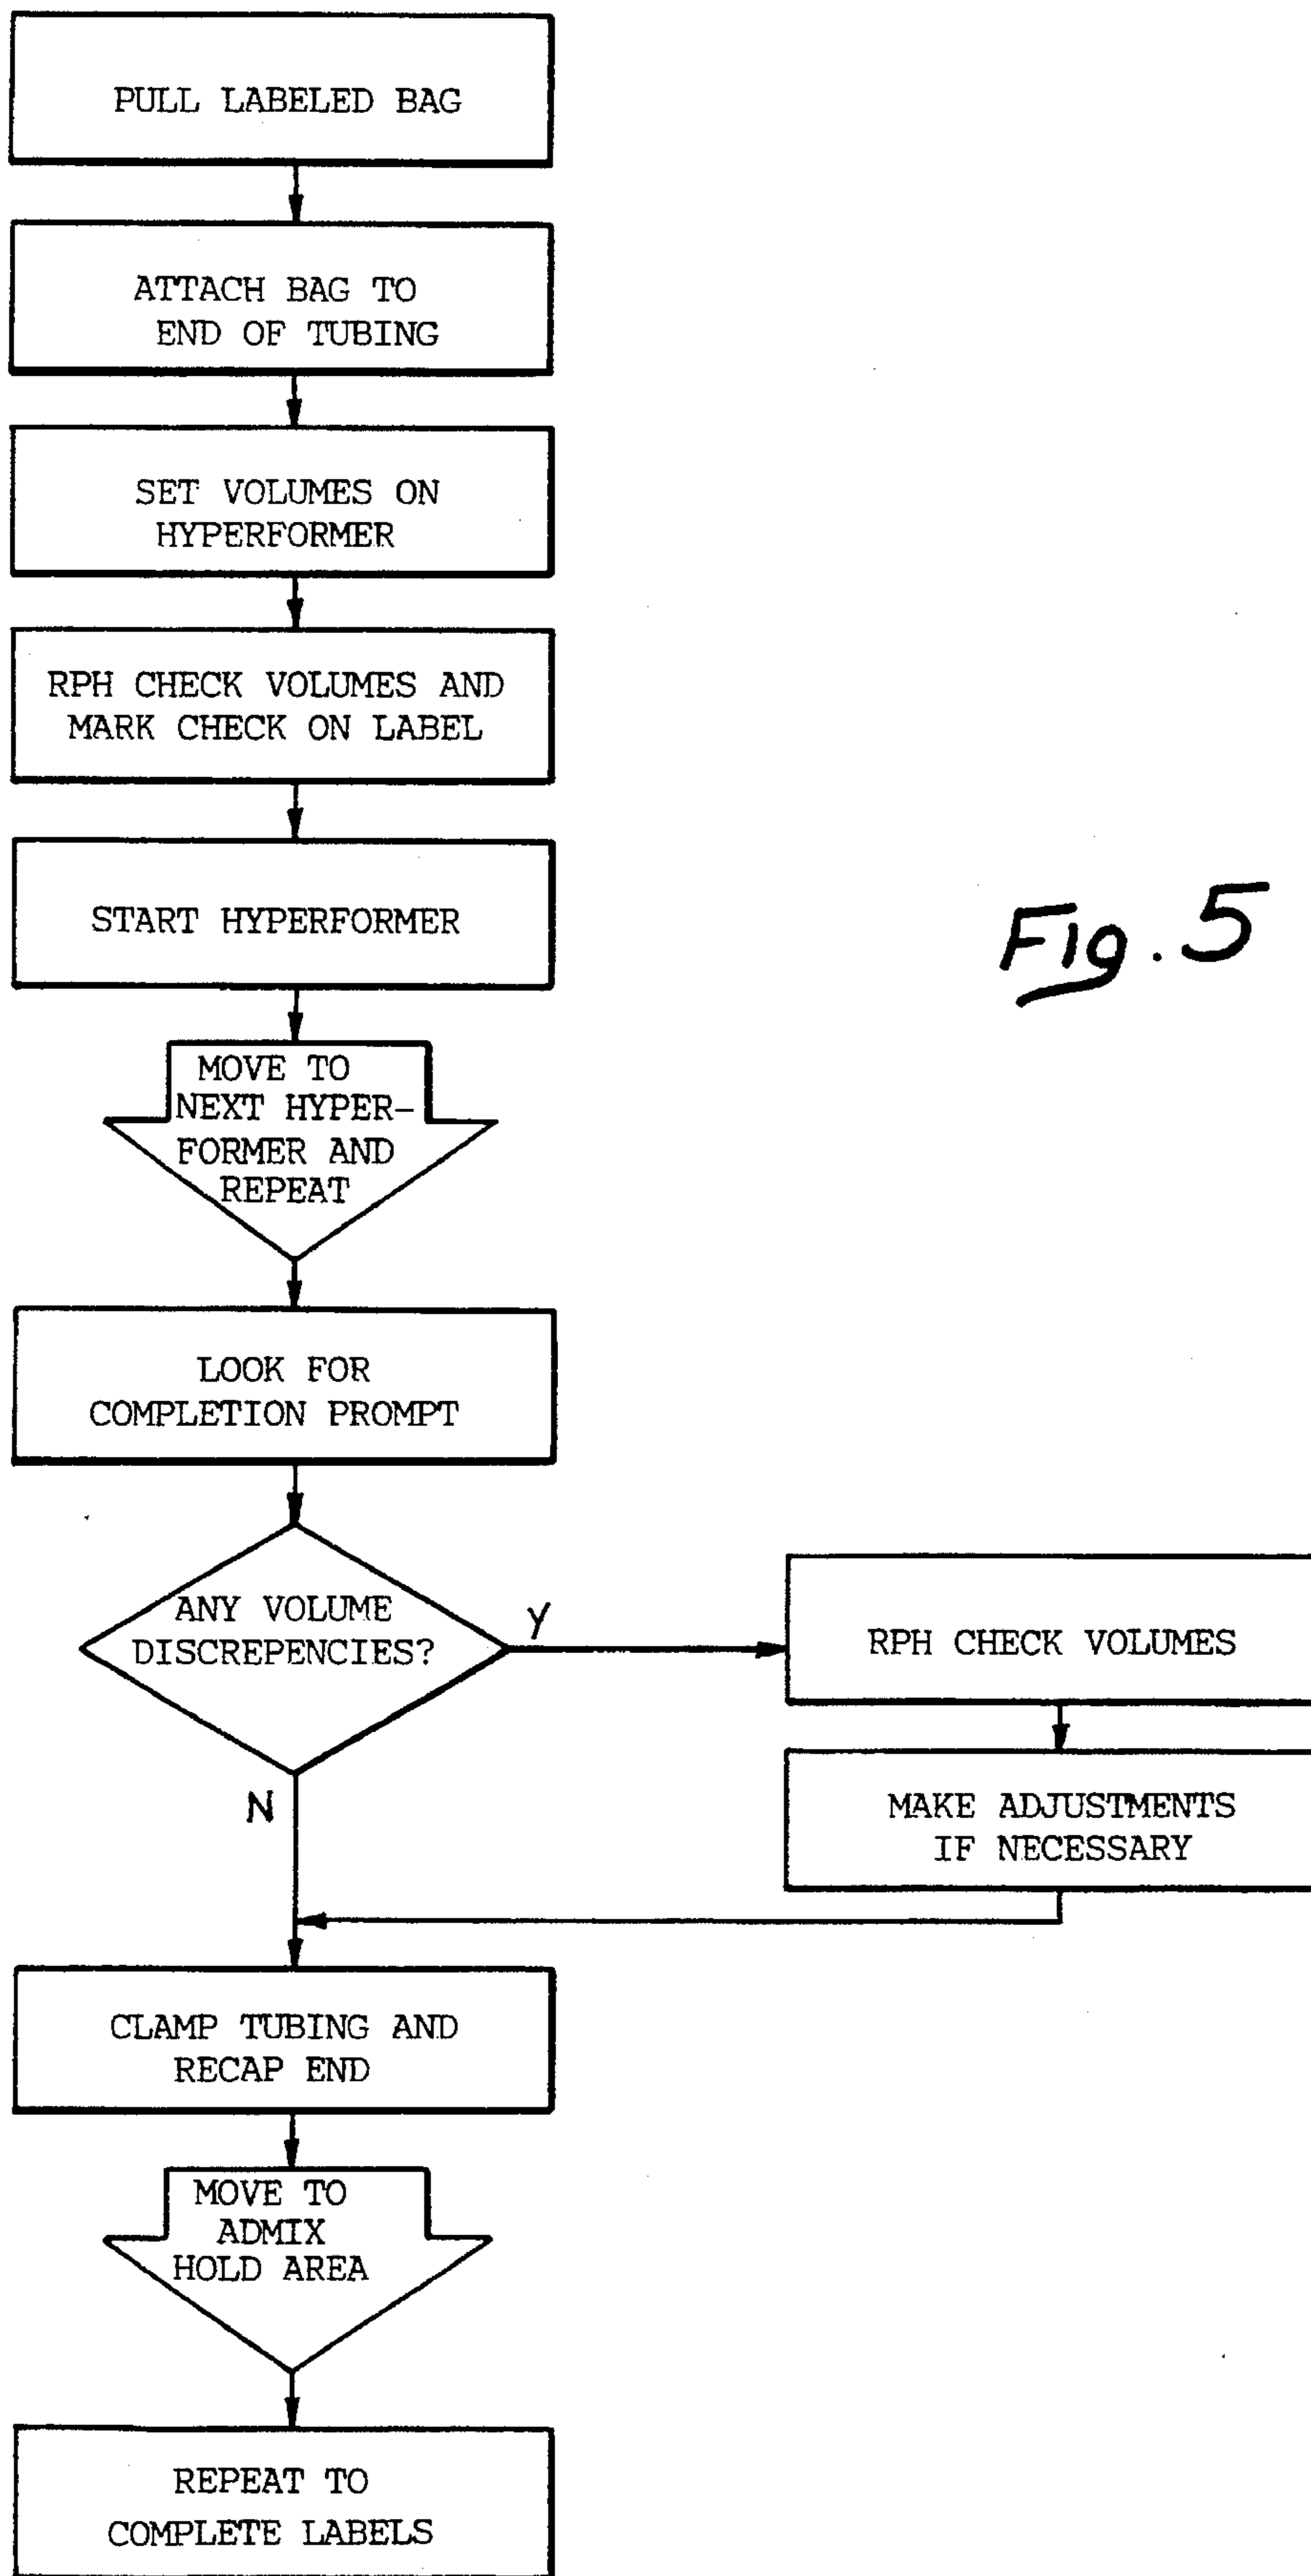 PULL LABELED BAG
ATTACH BAG TO
END OF TUBING
SET VOLUMES ON
HYPERFORMER
RPH CHECK VOLUMES AND
MARK CHECK ON LABEL
START HYPERFORMER
Fig. 5
MOVE TO
NEXT HYPER-
FORMER AND
REPEAT
LOOK FOR
COMPLETION PROMPT
ANY VOLUME
DISCREPENCIES?
Y
RPH CHECK VOLUMES
MAKE ADJUSTMENTS
IF NECESSARY
N
CLAMP TUBING AND
RECAP END
MOVE TO
ADMIX
HOLD AREA
REPEAT TO
COMPLETE LABELS